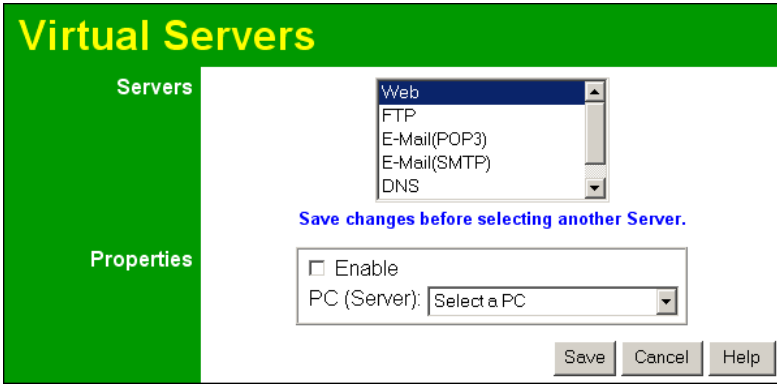 Virtual Servers
Servers
Web
FTP
E-Mail(POP3)
E-Mail(SMTP)
DNS
Save changes before selecting another Server.
Properties
Enable
PC (Server): Select a PC
Save Cancel Help